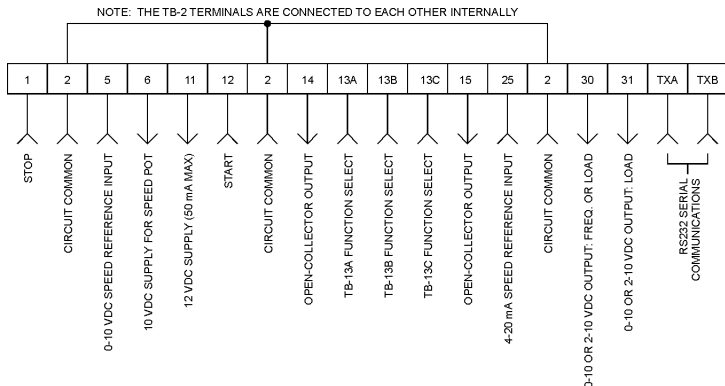 NOTE: THE TB-2 TERMINALS ARE CONNECTED TO EACH OTHER INTERNALLY
1 2 5 6 11 12 2 14 13A 13B 13C 15 25 2 30 31 TXA TXB
STOP
CIRCUIT COMMON
0-10 VDC SPEED REFERENCE INPUT
10 VDC SUPPLY FOR SPEED POT
12 VDC SUPPLY (50 mA MAX)
START
CIRCUIT COMMON
OPEN-COLLECTOR OUTPUT
TB-13A FUNCTION SELECT
TB-13B FUNCTION SELECT
TB-13C FUNCTION SELECT
OPEN-COLLECTOR OUTPUT
4-20 mA SPEED REFERENCE INPUT
CIRCUIT COMMON
0-10 OR 2-10 VDC OUTPUT: FREQ. OR LOAD
0-10 OR 2-10 VDC OUTPUT: LOAD
RS232 SERIAL
COMMUNICATIONS